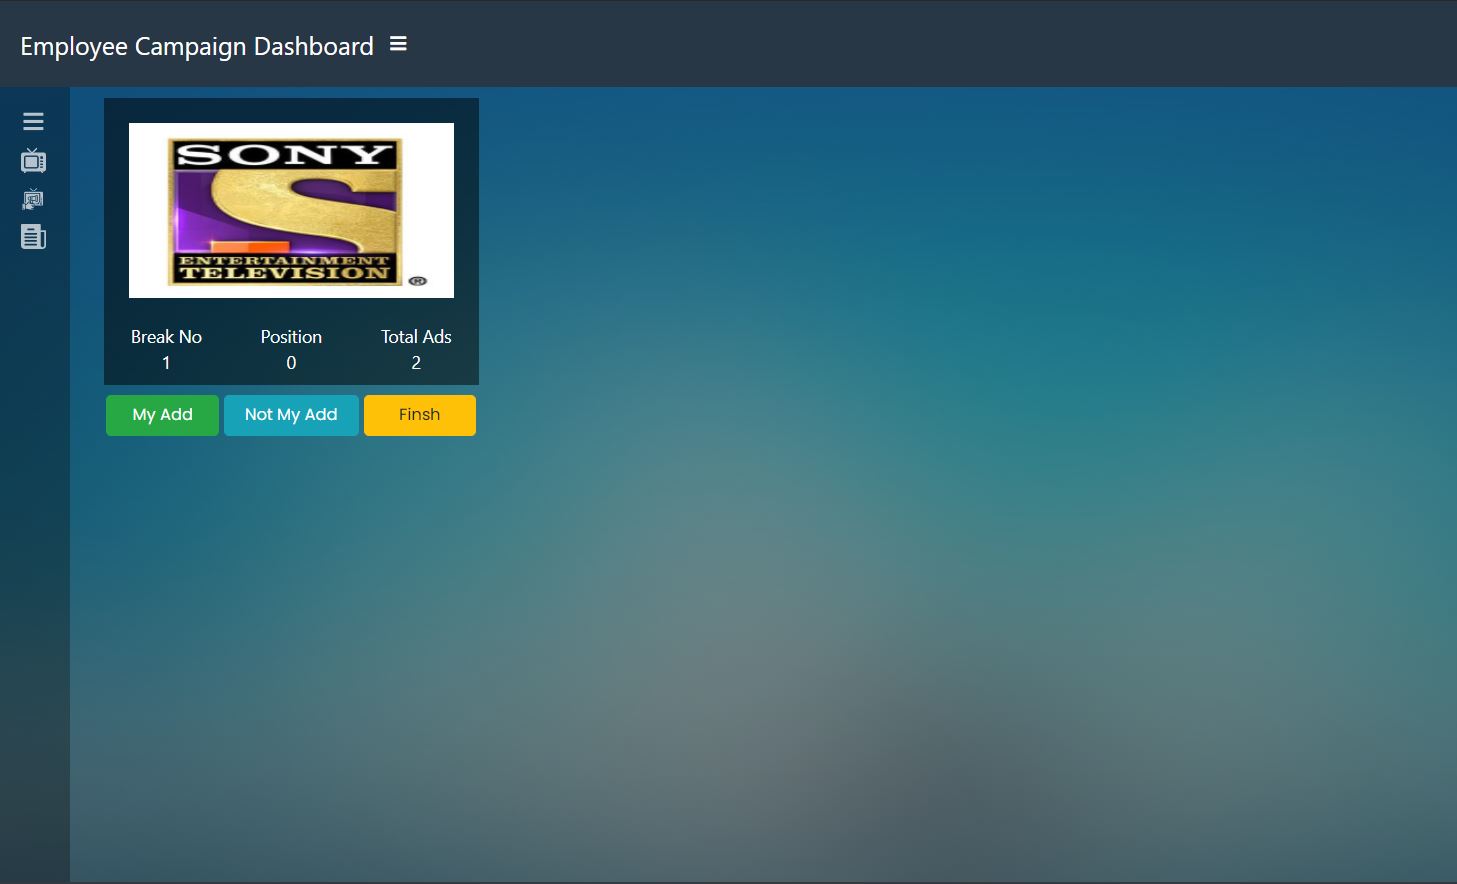 Employee Campaign Dashboard
SONY
ENTERTAINMENT
TELEVISION
®
Break No Position Total Ads
1 0 2
My Add Not My Add Finsh